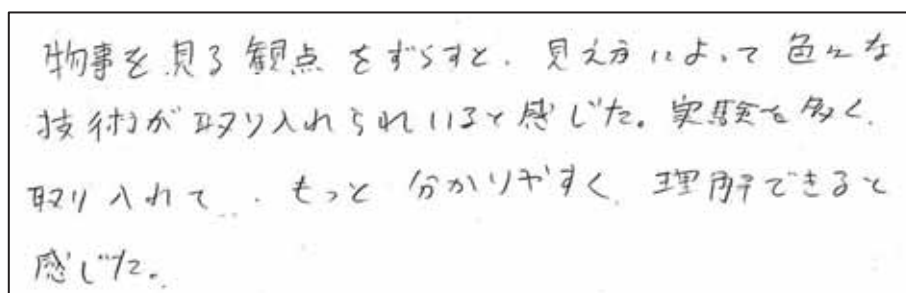 物事を見る観点をずらすと、見え方によって色々な
技術が取り入れられいると感じた。実験も多く、
取り入れて、もっと分かりやすく理解できると
感じた。